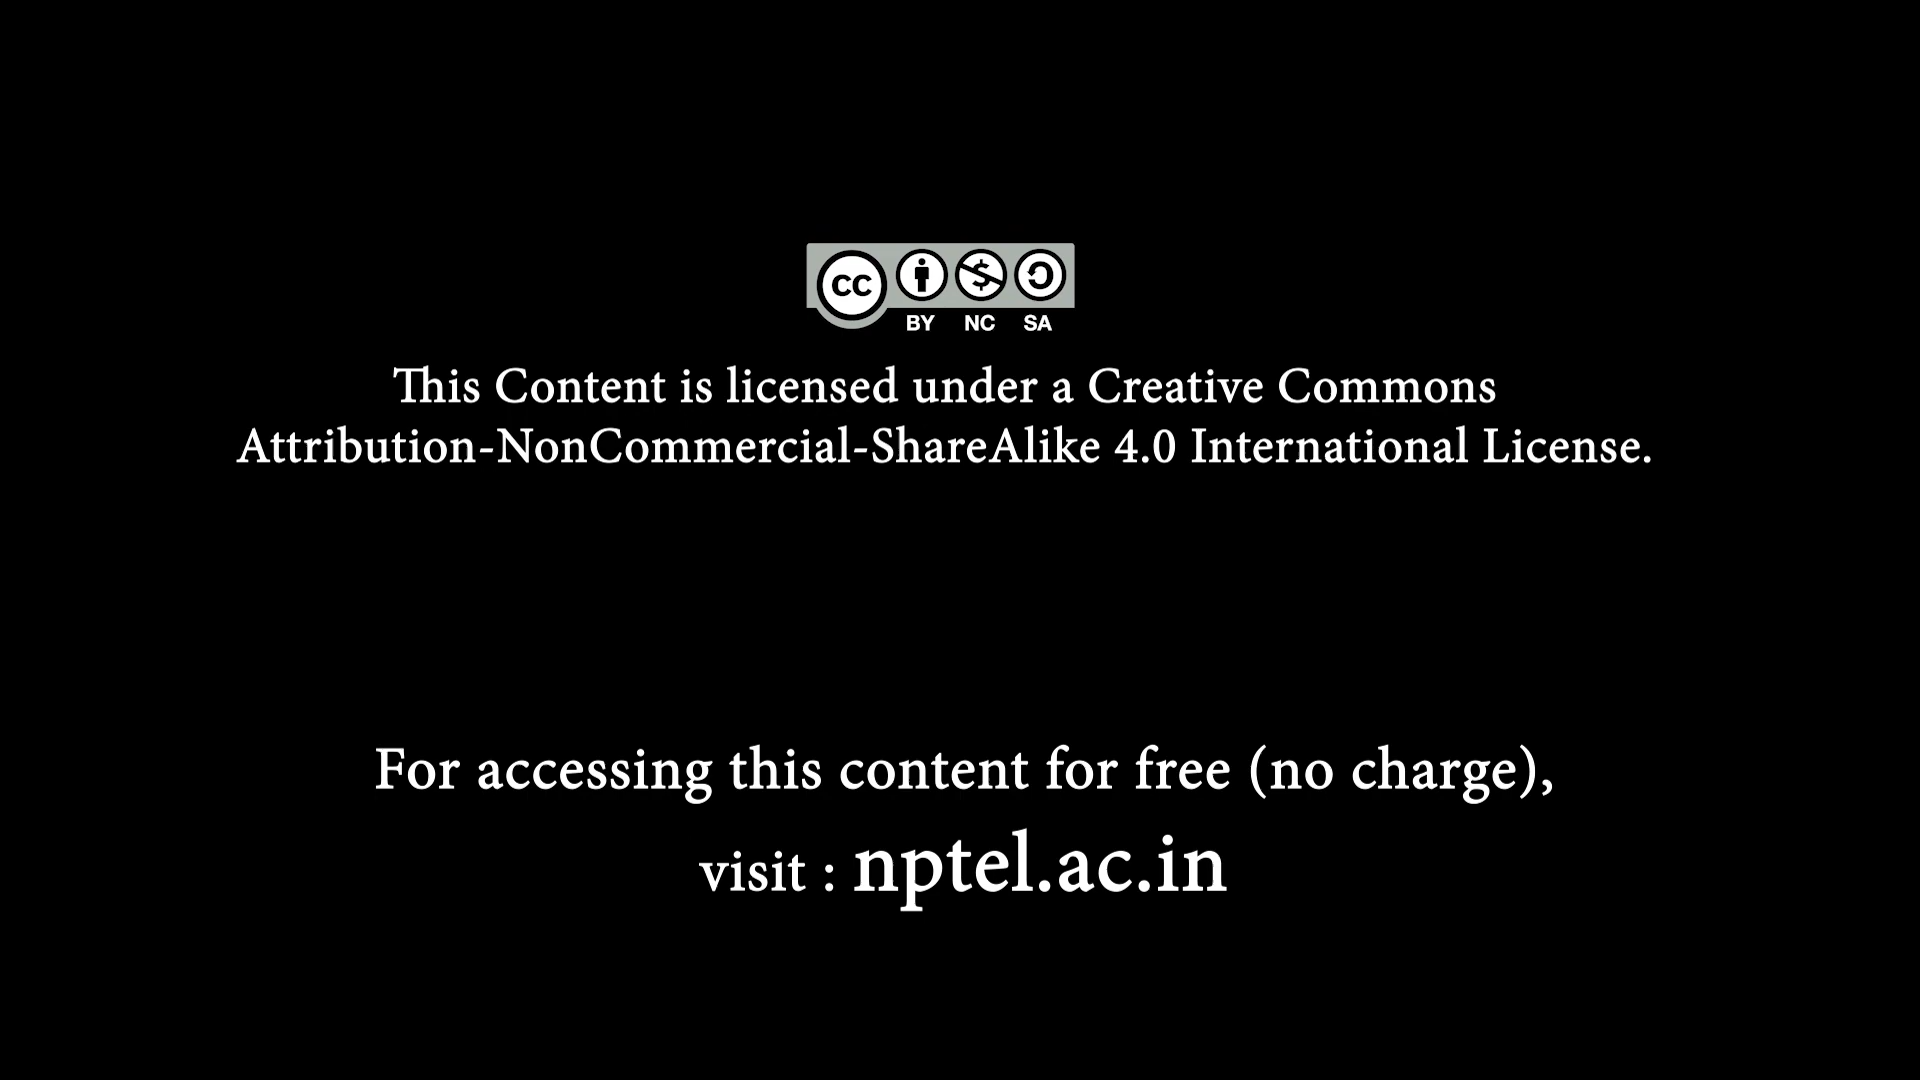 cc
BY NC SA
This Content is licensed under a Creative Commons
Attribution-NonCommercial-ShareAlike 4.0 International License.
For accessing this content for free (no charge),
visit : nptel.ac.in